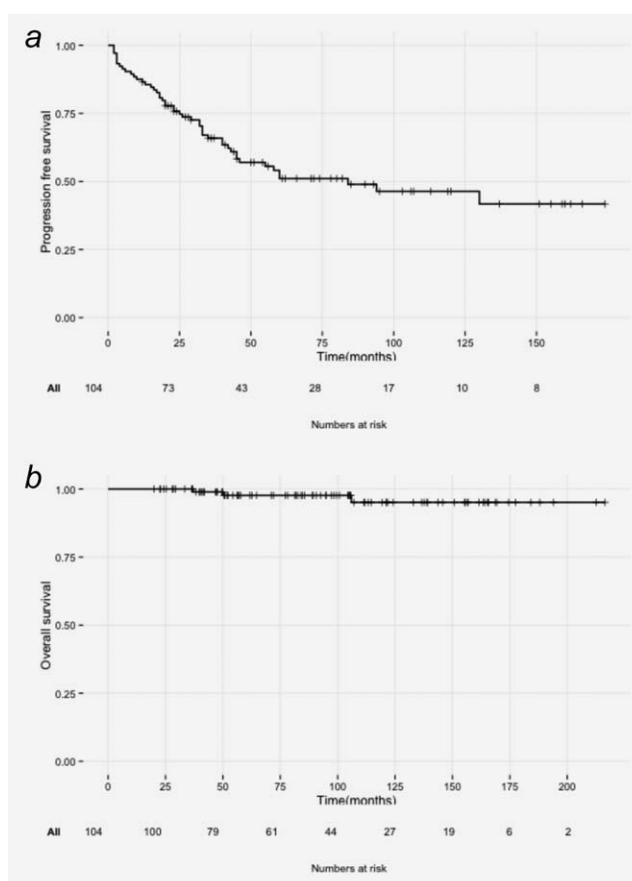 a
1.00
0.75
0.50
0.25
0.00
Progression free survival
0 25 50 75 100 125 150
Time(months)
All 104 73 43 28 17 10 8
Numbers at risk
b
1.00
0.75
0.50
0.25
0.00
Overall survival
0 25 50 75 100 125 150 175 200
Time(months)
All 104 100 79 61 44 27 19 6 2
Numbers at risk